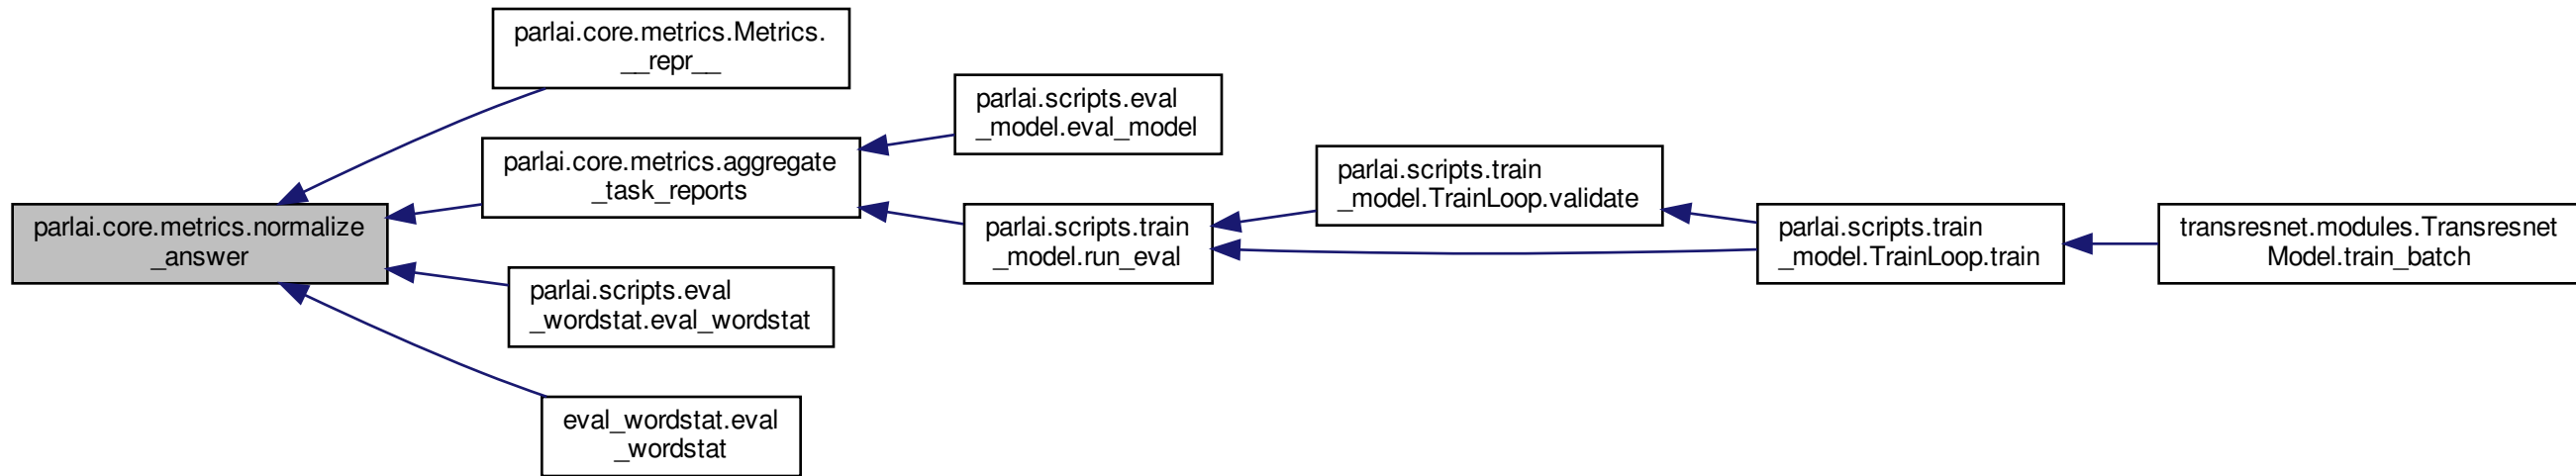 parlai.core.metrics.Metrics.
__repr__
parlai.scripts.eval
_model.eval_model
parlai.core.metrics.aggregate
_task_reports
parlai.scripts.train
_model.TrainLoop.validate
parlai.core.metrics.normalize
_answer
parlai.scripts.train
_model.run_eval
parlai.scripts.train
_model.TrainLoop.train
transresnet.modules.Transresnet
Model.train_batch
parlai.scripts.eval
_wordstat.eval_wordstat
eval_wordstat.eval
_wordstat